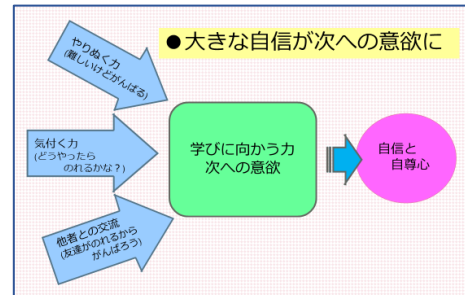 ●大きな自信が次への意欲に
やりぬく力
(難しいけどがんばる)
気付く力
(どうやったら
のれるかな？)
他者との交流
(友達がのれるから
がんばろう)
学びに向かう力
次への意欲
自信と
自尊心